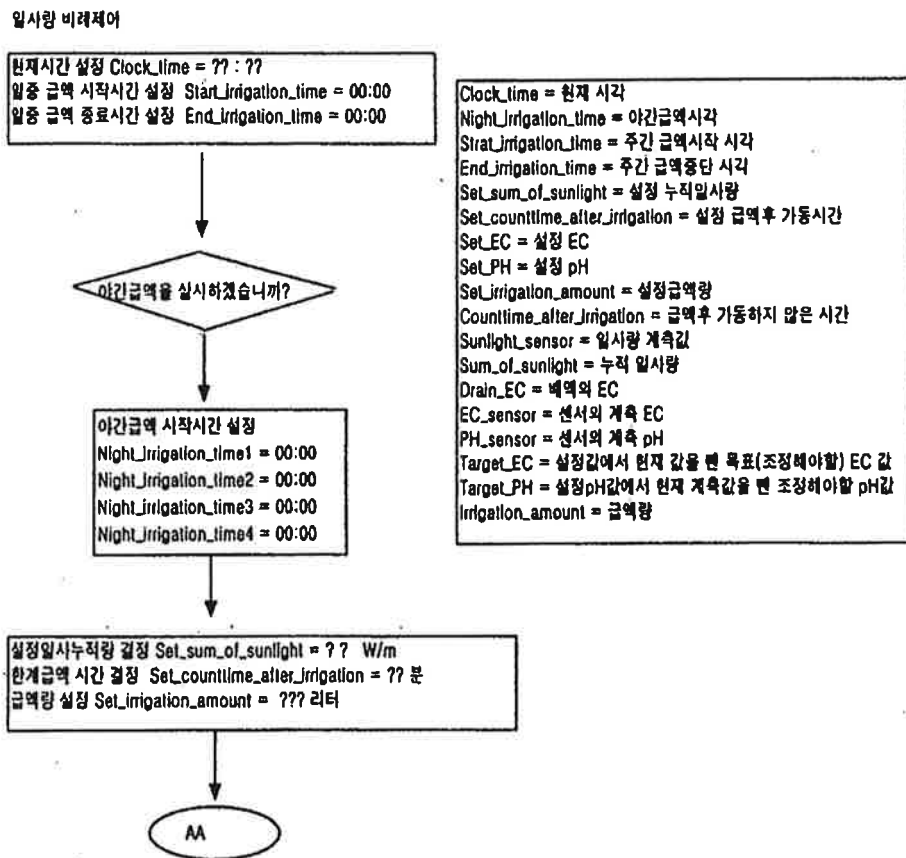 일사량 비례제어
현재시간 설정 Clock_time = ?? : ??
일중 급액 시작시간 설정 Start_irrigation_time = 00:00
일중 급액 종료시간 설정 End_irrigation_time = 00:00
야간급액을 실시하겠습니까?
야간급액 시작시간 설정
Night_irrigation_time1 = 00:00
Night_irrigation_time2 = 00:00
Night_irrigation_time3 = 00:00
Night_irrigation_time4 = 00:00
설정일사누적량 결정 Set_sum_of_sunlight = ? ? W/m
한계급액 시간 결정 Set_counttime_after_irrigation = ?? 분
급액량 설정 Set_irrigation_amount = ??? 리터
AA
Clock_time = 현재 시각
Night_irrigation_time = 야간급액시각
Strat_irrigation_time = 주간 급액시작 시각
End_irrigation_time = 주간 급액중단 시각
Set_sum_of_sunlight = 설정 누적일사량
Set_counttime_after_irrigation = 설정 급액후 가동시간
Set_EC = 설정 EC
Set_PH = 설정 pH
Set_irrigation_amount = 설정급액량
Counttime_after_irrigation = 급액후 가동하지 않은 시간
Sunlight_sensor = 일사량 계측값
Sum_of_sunlight = 누적 일사량
Drain_EC = 배액의 EC
EC_sensor = 센서의 계측 EC
PH_sensor = 센서의 계측 pH
Target_EC = 설정값에서 현재 값을 뺀 목표(조정해야할) EC 값
Target_PH = 설정pH값에서 현재 계측값을 뺀 조정해야할 pH값
Irrigation_amount = 급액량